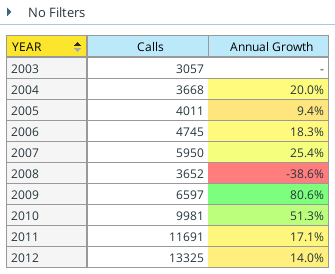 No Filters
YEAR Calls Annual Growth
2003 3057 -
2004 3668 20.0%
2005 4011 9.4%
2006 4745 18.3%
2007 5950 25.4%
2008 3652 -38.6%
2009 6597 80.6%
2010 9981 51.3%
2011 11691 17.1%
2012 13325 14.0%